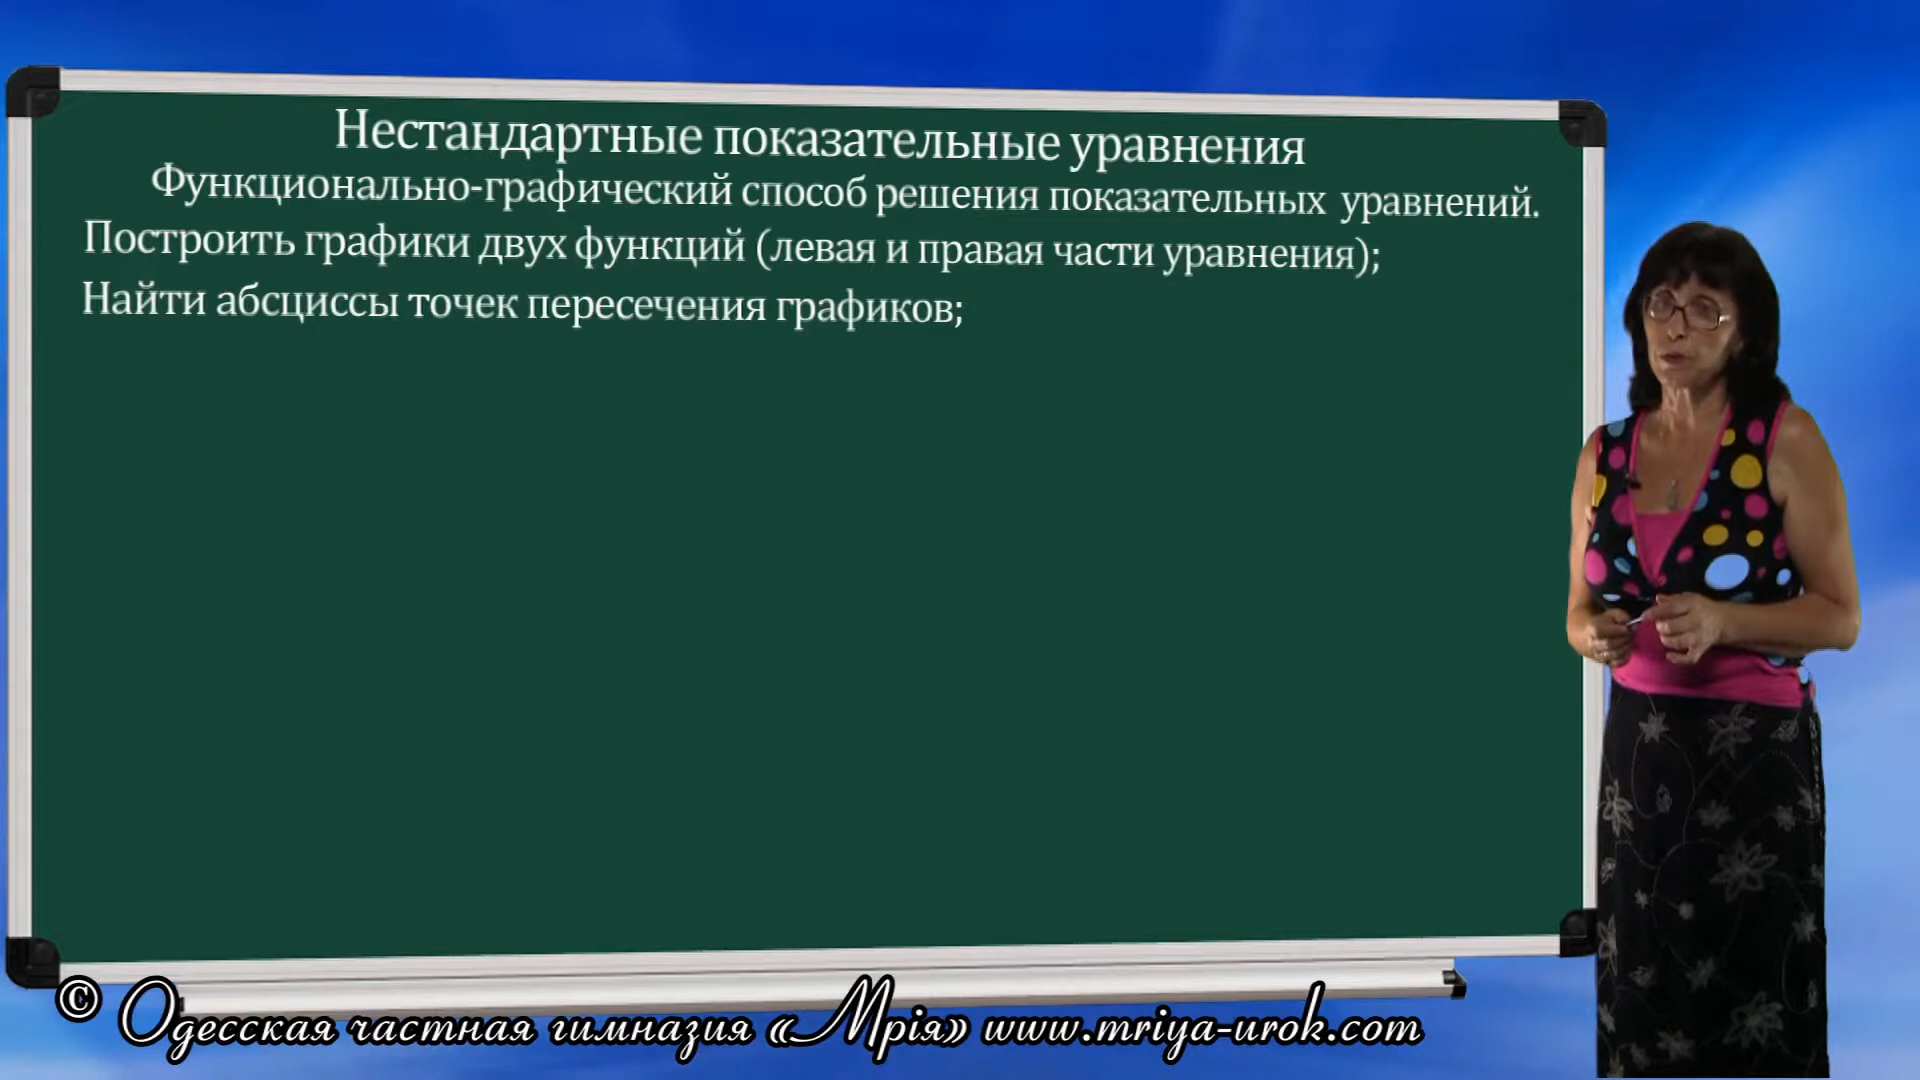 Нестандартные показательные уравнения
Функционально-графический способ решения показательных уравнений.
Построить графики двух функций (левая и правая части уравнения);
Найти абсциссы точек пересечения графиков;
© Одесская частная гимназия «Мрія» www.mriya-urok.com